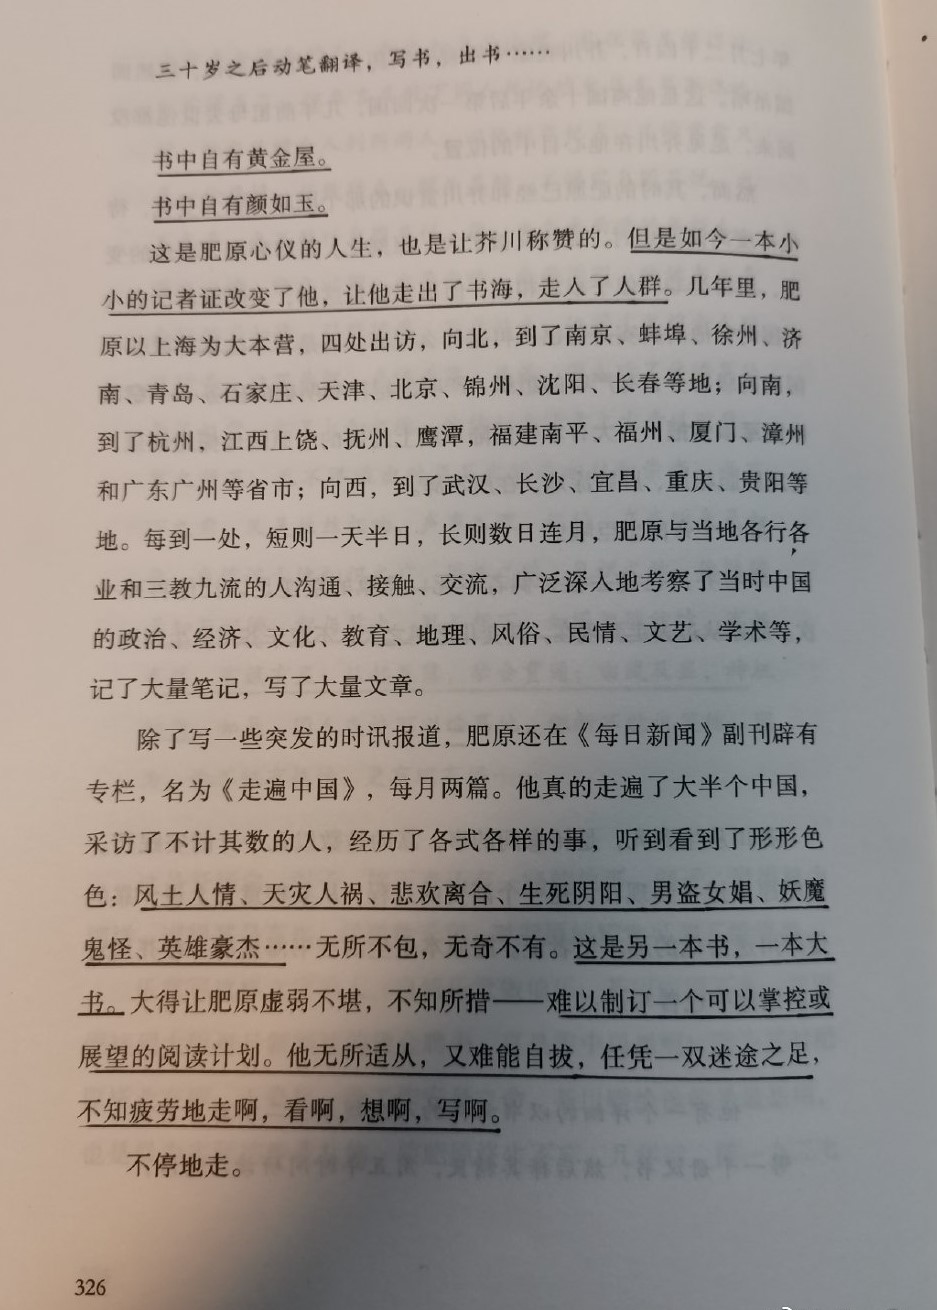 三十岁之后动笔翻译，写书，出书……
书中自有黄金屋。
书中自有颜如玉。
这是肥原心仪的人生，也是让芥川称赞的。但是如今一本小
小的记者证改变了他，让他走出了书海，走入了人群。几年里，肥
原以上海为大本营，四处出访，向北，到了南京、蚌埠、徐州、济
南、青岛、石家庄、天津、北京、锦州、沈阳、长春等地；向南，
到了杭州，江西上饶、抚州、鹰潭，福建南平、福州、厦门、漳州
和广东广州等省市；向西，到了武汉、长沙、宜昌、重庆、贵阳等
地。每到一处，短则一天半日，长则数日连月，肥原与当地各行各
业和三教九流的人沟通、接触、交流，广泛深入地考察了当时中国
的政治、经济、文化、教育、地理、风俗、民情、文艺、学术等，
记了大量笔记，写了大量文章。
除了写一些突发的时讯报道，肥原还在《每日新闻》副刊辟有
专栏，名为《走遍中国》，每月两篇。他真的走遍了大半个中国，
采访了不计其数的人，经历了各式各样的事，听到看到了形形色
色：风土人情、天灾人祸、悲欢离合、生死阴阳、男盗女娼、妖魔
鬼怪、英雄豪杰……无所不包，无奇不有。这是另一本书，一本大
书。大得让肥原虚弱不堪，不知所措——难以制订一个可以掌控或
展望的阅读计划。他无所适从，又难能自拔，任凭一双迷途之足，
不知疲劳地走啊，看啊，想啊，写啊。
不停地走。
326